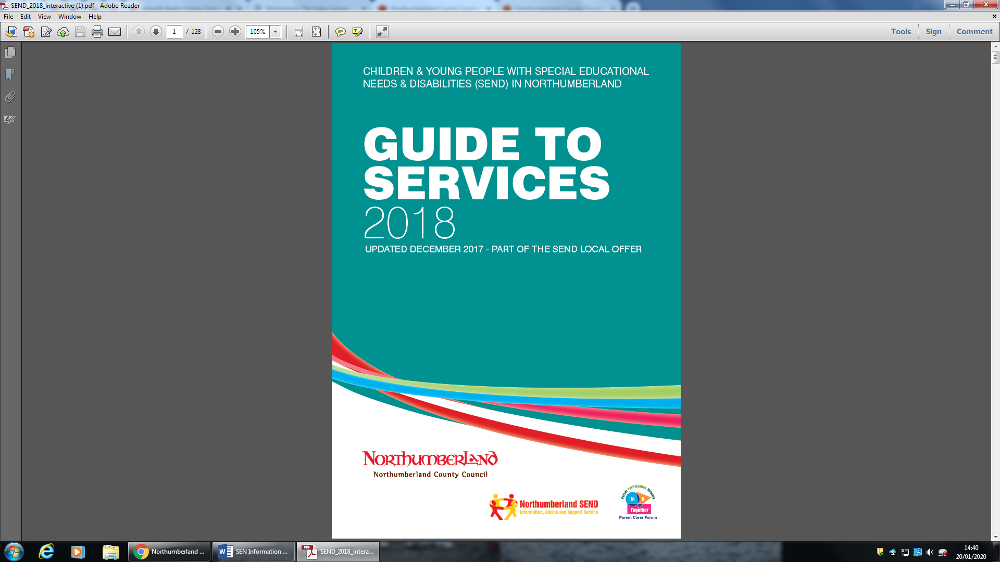 SEND_2018_interactive (1).pdf - Adobe Reader
File Edit View Window Help
1 / 128 105% Tools Sign Comment
CHILDREN & YOUNG PEOPLE WITH SPECIAL EDUCATIONAL
NEEDS & DISABILITIES (SEND) IN NORTHUMBERLAND
GUIDE TO
SERVICES
2018
UPDATED DECEMBER 2017 - PART OF THE SEND LOCAL OFFER
NORTHUMBERLAND
Northumberland County Council
Northumberland SEND
Information, Advice and Support Service
Parent Participation Network
in it
Together
Parent Carer Forum
Northumberland ...
SEN Information ...
SEND_2018_intera...
14:40
20/01/2020